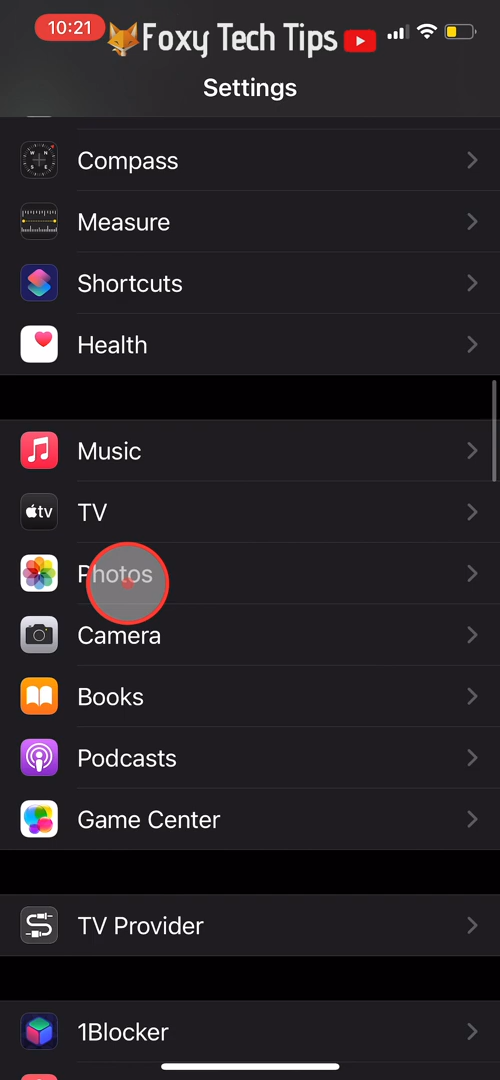 10:21
Foxy Tech Tips
Settings
Compass
Measure
Shortcuts
Health
Music
tv TV
Photos
Camera
Books
Podcasts
Game Center
TV Provider
1Blocker